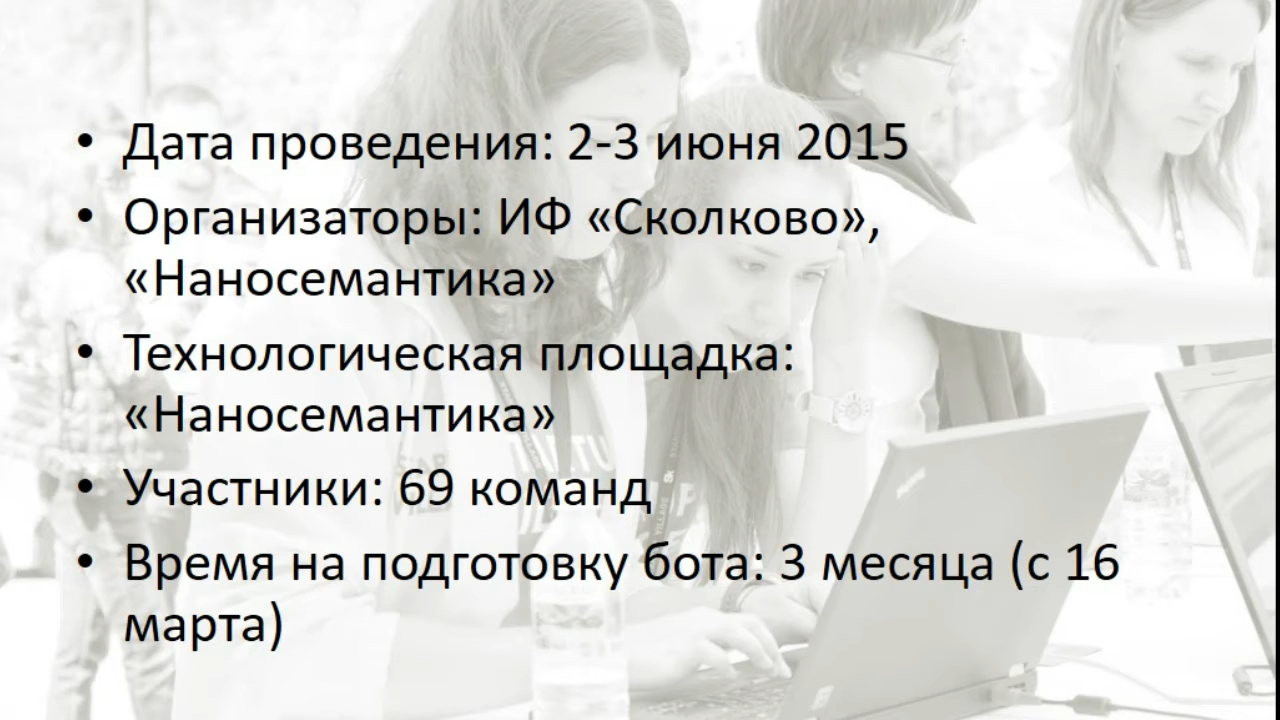 • Дата проведения: 2-3 июня 2015
• Организаторы: ИФ «Сколково»,
«Наносемантика»
• Технологическая площадка:
«Наносемантика»
• Участники: 69 команд
• Время на подготовку бота: 3 месяца (с 16
марта)